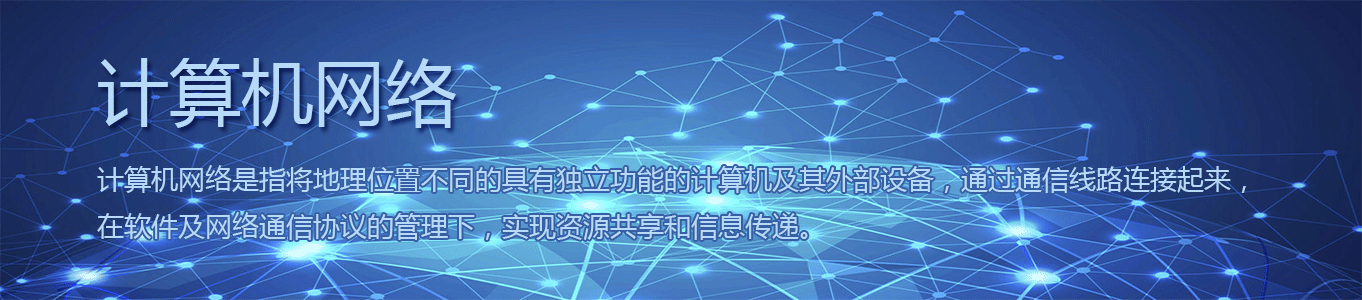 计算机网络
计算机网络是指将地理位置不同的具有独立功能的计算机及其外部设备，通过通信线路连接起来，
在软件及网络通信协议的管理下，实现资源共享和信息传递。